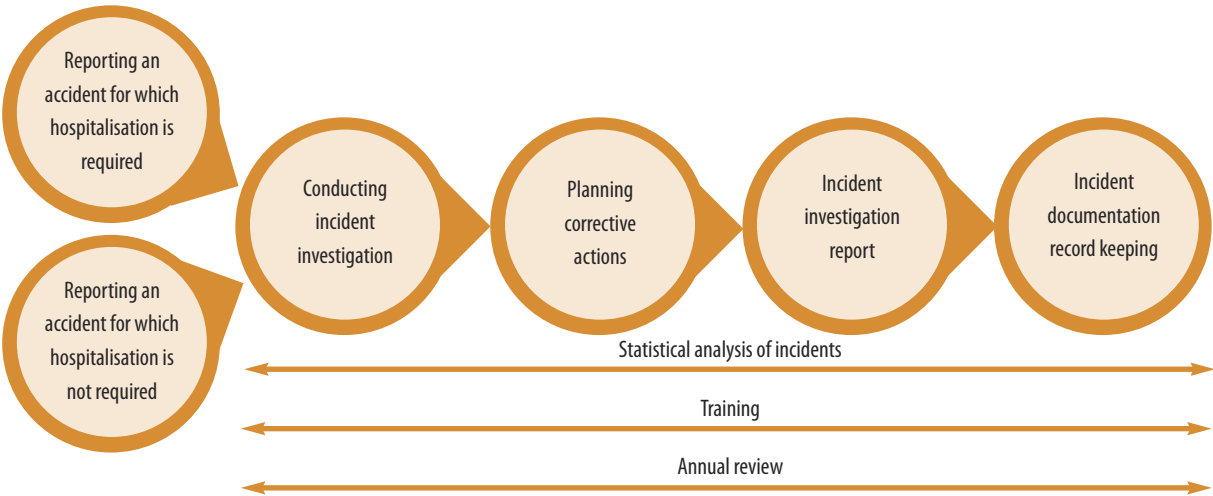 Reporting an
accident for which
hospitalisation is
required
Reporting an
accident for which
hospitalisation is
not required
Conducting
incident
investigation
Planning
corrective
actions
Incident
investigation
report
Incident
documentation
record keeping
Statistical analysis of incidents
Training
Annual review